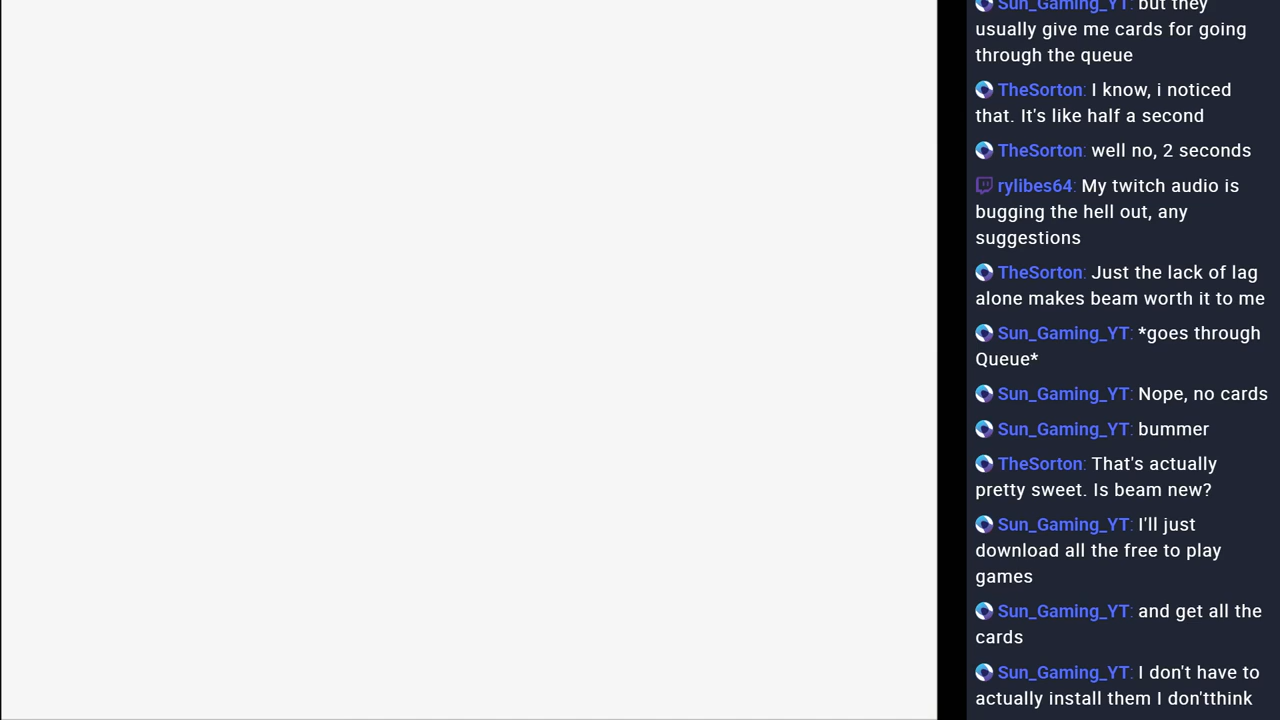 Sun_Gaming_YT: but they
usually give me cards for going
through the queue
TheSorton: I know, i noticed
that. It's like half a second
TheSorton: well no, 2 seconds
rylibes64: My twitch audio is
bugging the hell out, any
suggestions
TheSorton: Just the lack of lag
alone makes beam worth it to me
Sun_Gaming_YT: *goes through
Queue*
Sun_Gaming_YT: Nope, no cards
Sun_Gaming_YT: bummer
TheSorton: That's actually
pretty sweet. Is beam new?
Sun_Gaming_YT: I'll just
download all the free to play
games
Sun_Gaming_YT: and get all the
cards
Sun_Gaming_YT: I don't have to
actually install them I don'tthink